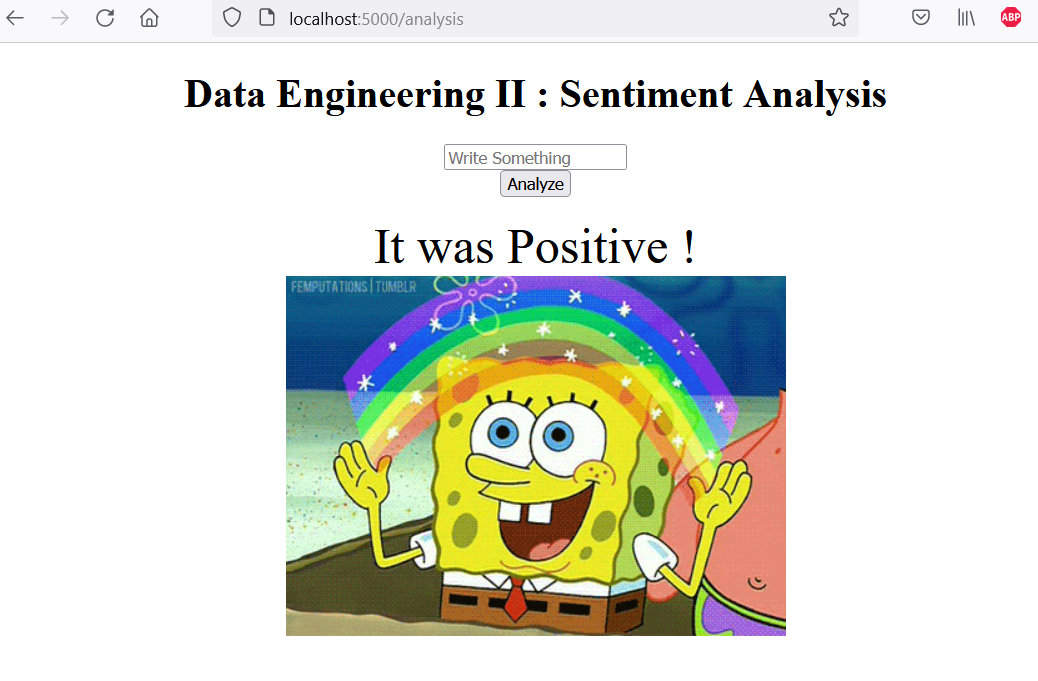 localhost:5000/analysis
ABP
Data Engineering II : Sentiment Analysis
Write Something
Analyze
It was Positive !
FEMPUTATIONS | TUMBLR